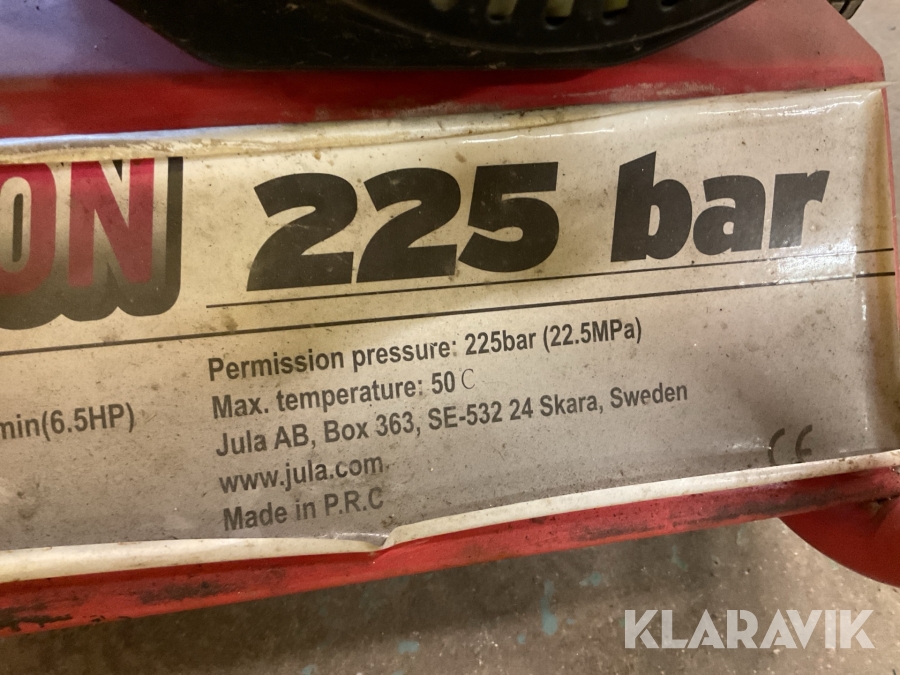 ON 225 bar
Permission pressure: 225bar (22.5MPa)
Max. temperature: 50 C
min(6.5HP)
Jula AB, Box 363, SE-532 24 Skara, Sweden
www.jula.com
Made in P.R.C
CE
KLARAVIK